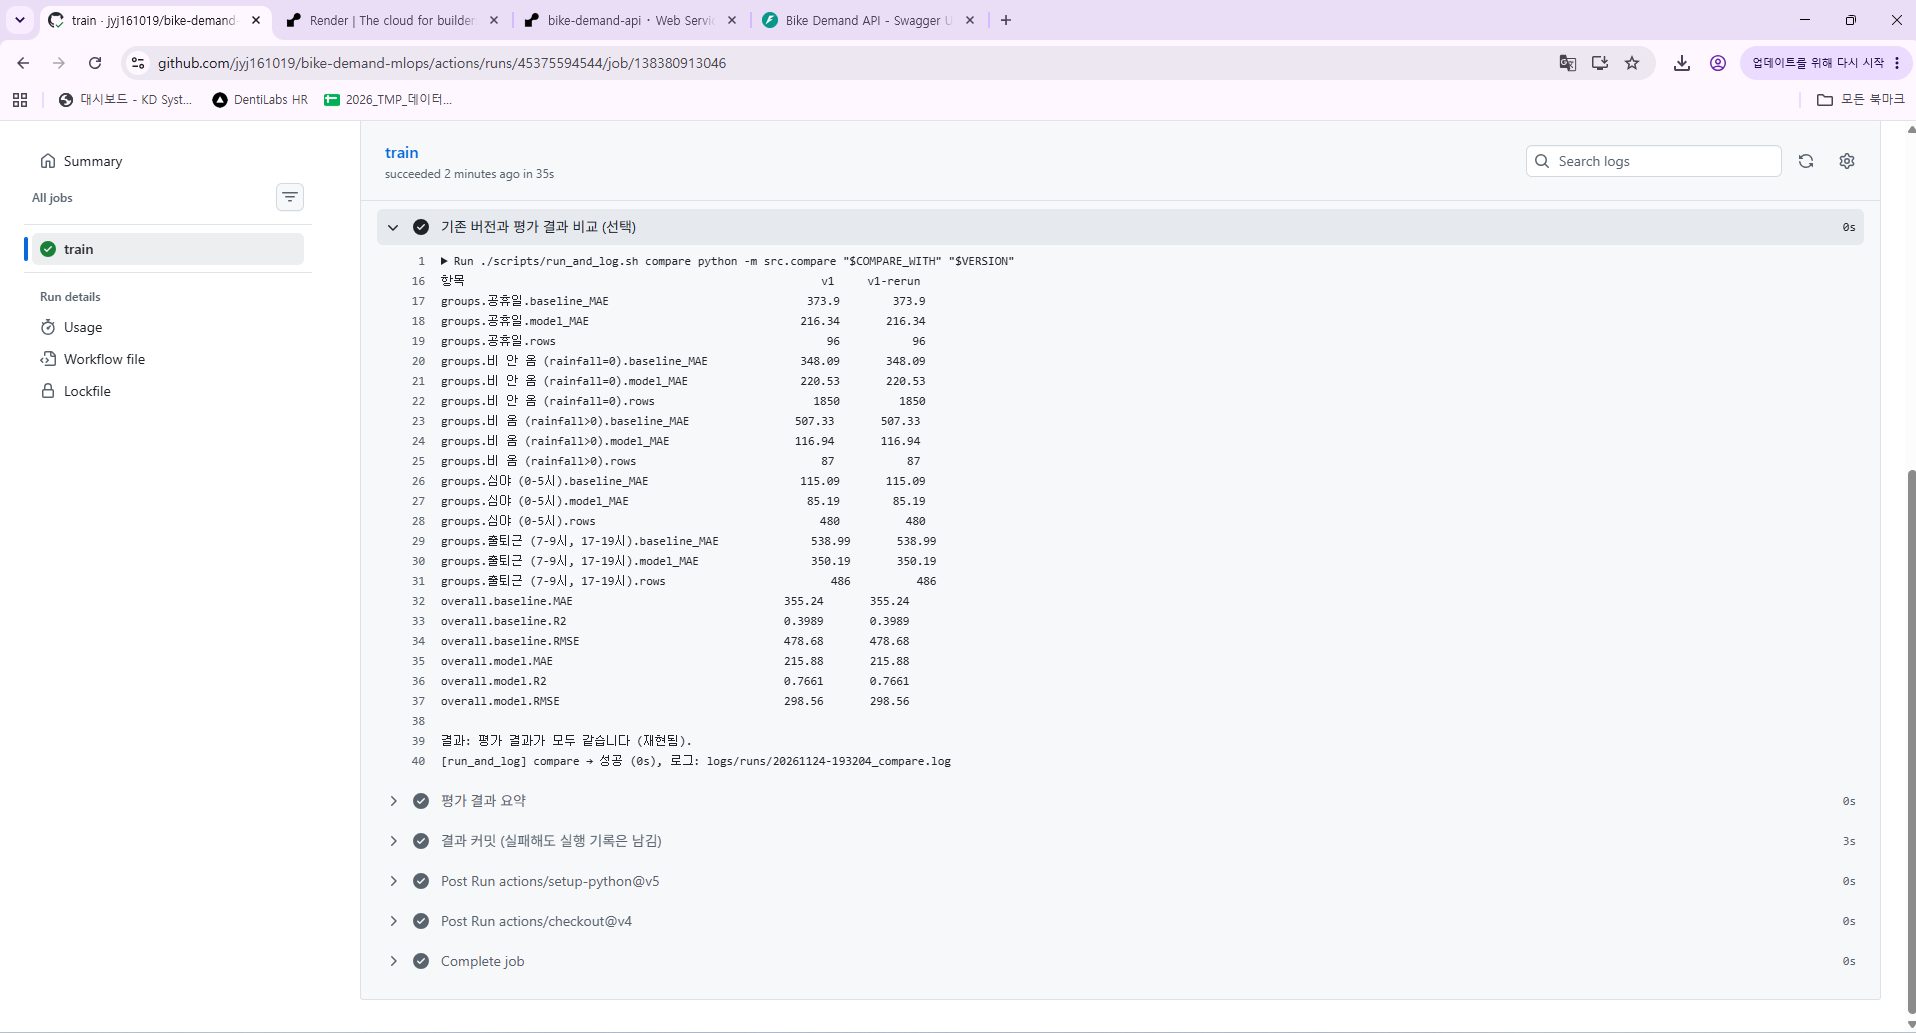 train · jyj161019/bike-demand-
Render | The cloud for builder
bike-demand-api · Web Servic
Bike Demand API - Swagger U
github.com/jyj161019/bike-demand-mlops/actions/runs/45375594544/job/138380913046
업데이트를 위해 다시 시작
대시보드 - KD Syst...
DentiLabs HR
2026_TMP_데이터...
모든 북마크
Summary
All jobs
train
Run details
Usage
Workflow file
Lockfile
train
succeeded 2 minutes ago in 35s
Search logs
기존 버전과 평가 결과 비교 (선택) 0s
1 Run ./scripts/run_and_log.sh compare python -m src.compare "$COMPARE_WITH" "$VERSION"
16 항목 v1 v1-rerun
17 groups.공휴일.baseline_MAE 373.9 373.9
18 groups.공휴일.model_MAE 216.34 216.34
19 groups.공휴일.rows 96 96
20 groups.비 안 옴 (rainfall=0).baseline_MAE 348.09 348.09
21 groups.비 안 옴 (rainfall=0).model_MAE 220.53 220.53
22 groups.비 안 옴 (rainfall=0).rows 1850 1850
23 groups.비 옴 (rainfall>0).baseline_MAE 507.33 507.33
24 groups.비 옴 (rainfall>0).model_MAE 116.94 116.94
25 groups.비 옴 (rainfall>0).rows 87 87
26 groups.심야 (0-5시).baseline_MAE 115.09 115.09
27 groups.심야 (0-5시).model_MAE 85.19 85.19
28 groups.심야 (0-5시).rows 480 480
29 groups.출퇴근 (7-9시, 17-19시).baseline_MAE 538.99 538.99
30 groups.출퇴근 (7-9시, 17-19시).model_MAE 350.19 350.19
31 groups.출퇴근 (7-9시, 17-19시).rows 486 486
32 overall.baseline.MAE 355.24 355.24
33 overall.baseline.R2 0.3989 0.3989
34 overall.baseline.RMSE 478.68 478.68
35 overall.model.MAE 215.88 215.88
36 overall.model.R2 0.7661 0.7661
37 overall.model.RMSE 298.56 298.56
38
39 결과: 평가 결과가 모두 같습니다 (재현됨).
40 [run_and_log] compare → 성공 (0s), 로그: logs/runs/20261124-193204_compare.log
평가 결과 요약 0s
결과 커밋 (실패해도 실행 기록은 남김) 3s
Post Run actions/setup-python@v5 0s
Post Run actions/checkout@v4 0s
Complete job 0s